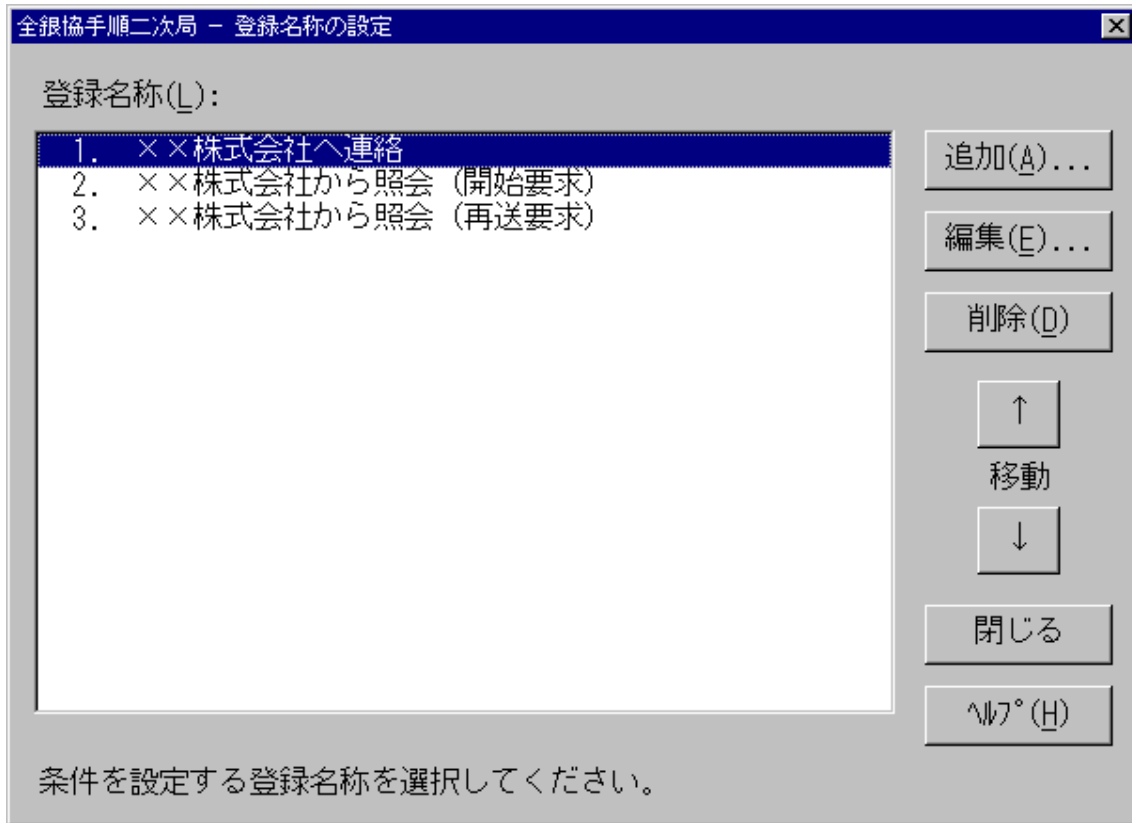 全銀協手順二次局 － 登録名称の設定
登録名称(L):
1. ××株式会社へ連絡
2. ××株式会社から照会（開始要求）
3. ××株式会社から照会（再送要求）
追加(A)...
編集(E)...
削除(D)
↑
移動
↓
閉じる
ﾍﾙﾌﾟ(H)
条件を設定する登録名称を選択してください。